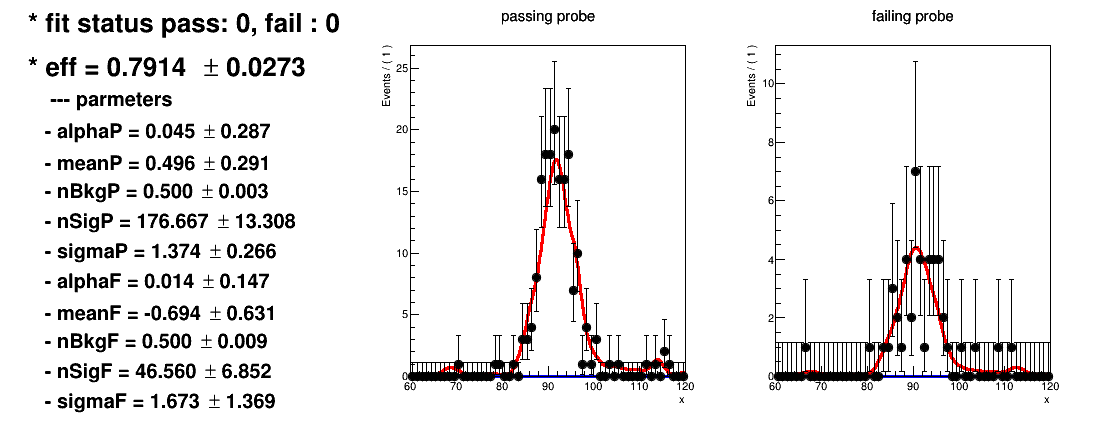 * fit status pass: 0, fail : 0
* eff = 0.7914 ± 0.0273
--- parmeters
- alphaP = 0.045 ± 0.287
- meanP = 0.496 ± 0.291
- nBkgP = 0.500 ± 0.003
- nSigP = 176.667 ± 13.308
- sigmaP = 1.374 ± 0.266
- alphaF = 0.014 ± 0.147
- meanF = -0.694 ± 0.631
- nBkgF = 0.500 ± 0.009
- nSigF = 46.560 ± 6.852
- sigmaF = 1.673 ± 1.369
passing probe
Events / ( 1 )
25
20
15
10
5
0
60 70 80 90 100 110 120
x
failing probe
Events / ( 1 )
10
8
6
4
2
0
60 70 80 90 100 110 120
x